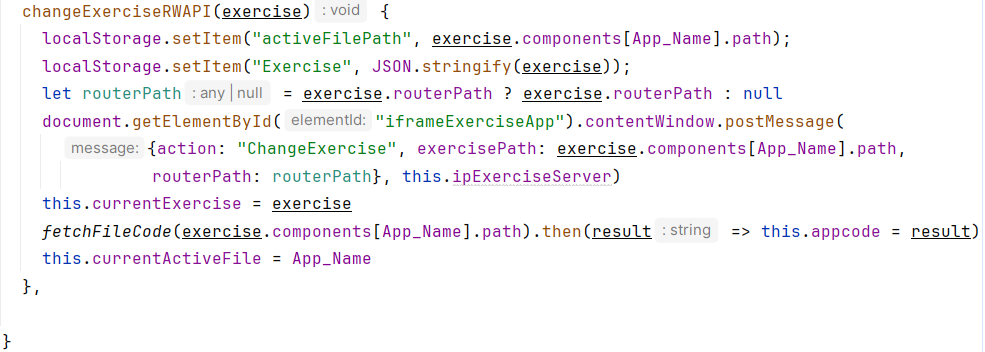 changeExerciseRWAPI(exercise) : void {
localStorage.setItem("activeFilePath", exercise.components[App_Name].path);
localStorage.setItem("Exercise", JSON.stringify(exercise));
let routerPath : any | null = exercise.routerPath ? exercise.routerPath : null
document.getElementById( elementId: "iframeExerciseApp").contentWindow.postMessage(
message: {action: "ChangeExercise", exercisePath: exercise.components[App_Name].path,
routerPath: routerPath}, this.ipExerciseServer)
this.currentExercise = exercise
fetchFileCode(exercise.components[App_Name].path).then(result : string => this.appcode = result)
this.currentActiveFile = App_Name
},
}